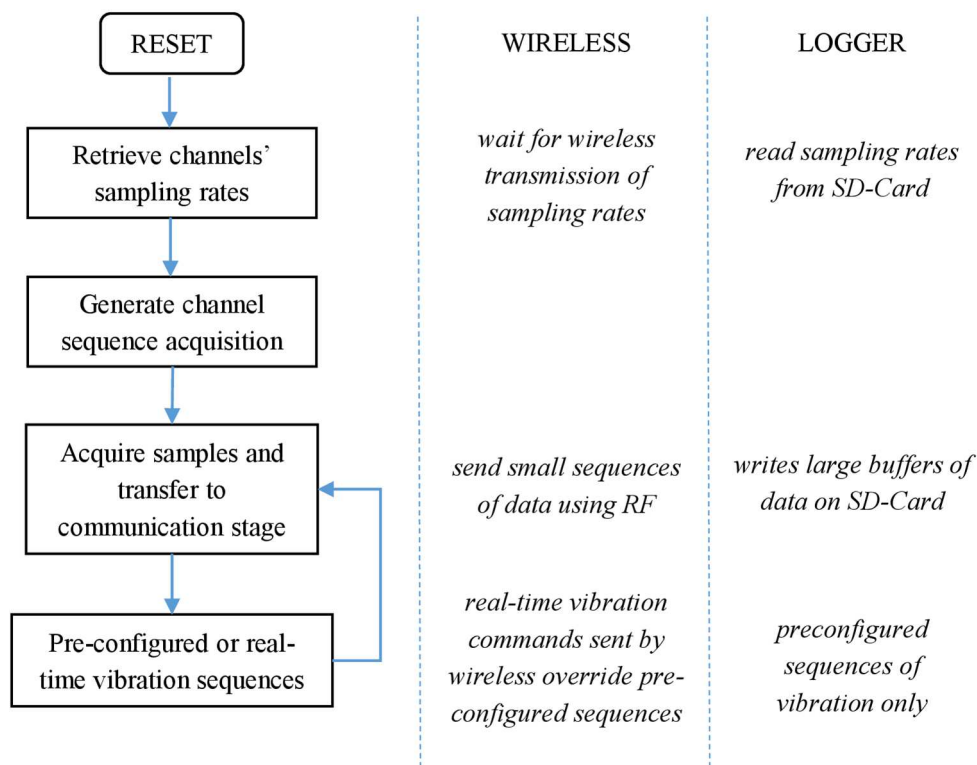 RESET
WIRELESS
LOGGER
Retrieve channels’
sampling rates
wait for wireless
transmission of
sampling rates
read sampling rates
from SD-Card
Generate channel
sequence acquisition
Acquire samples and
transfer to
communication stage
send small sequences
of data using RF
writes large buffers of
data on SD-Card
Pre-configured or real-
time vibration sequences
real-time vibration
commands sent by
wireless override pre-
configured sequences
preconfigured
sequences of
vibration only